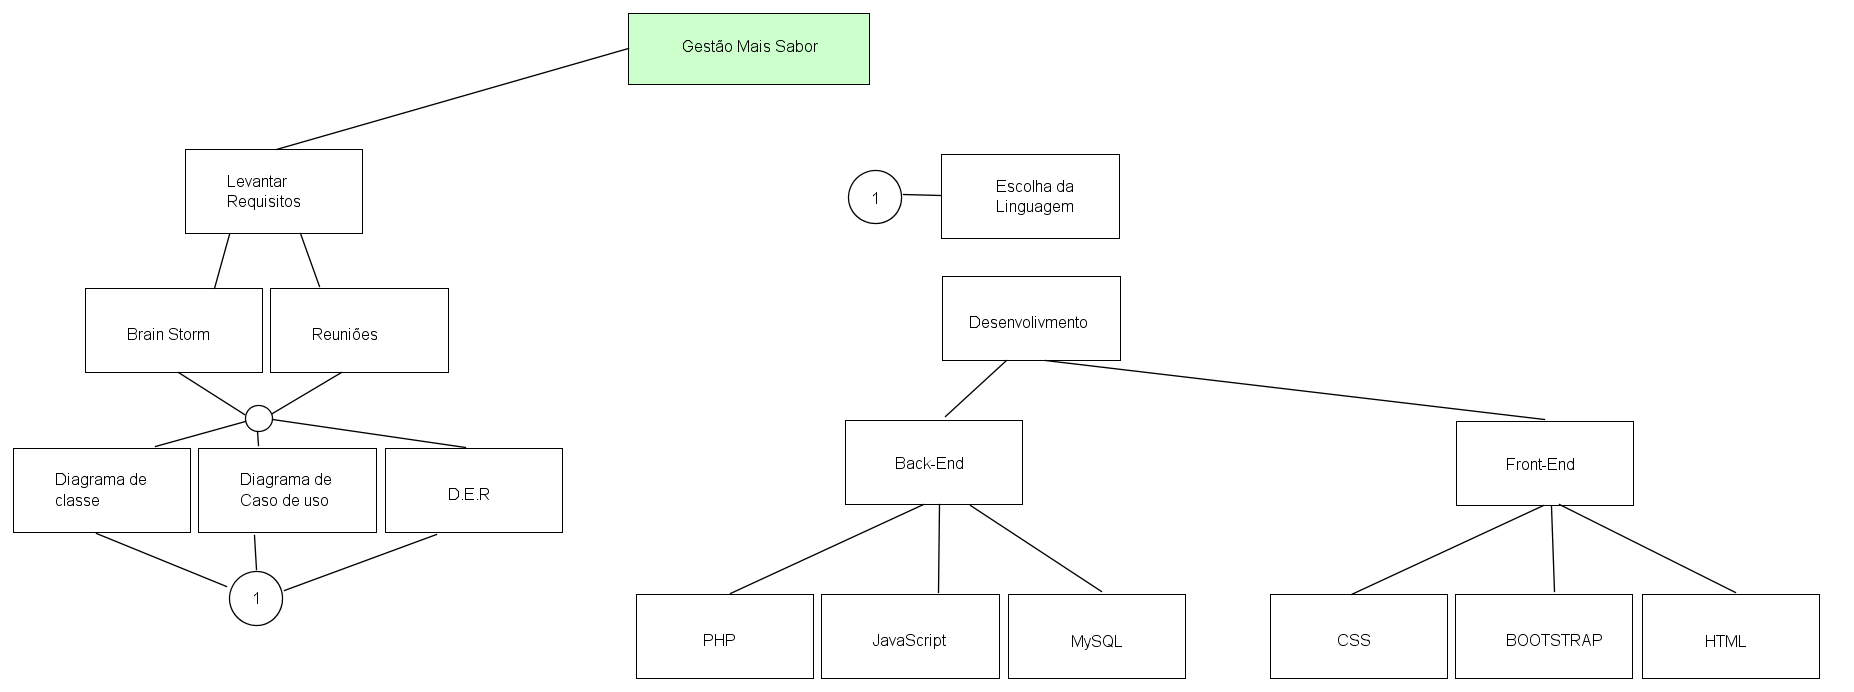 Gestão Mais Sabor
Levantar
Requisitos
1
Escolha da
Linguagem
Brain Storm
Reuniões
Desenvolivmento
Diagrama de
classe
Diagrama de
Caso de uso
D.E.R
Back-End
Front-End
1
PHP
JavaScript
MySQL
CSS
BOOTSTRAP
HTML